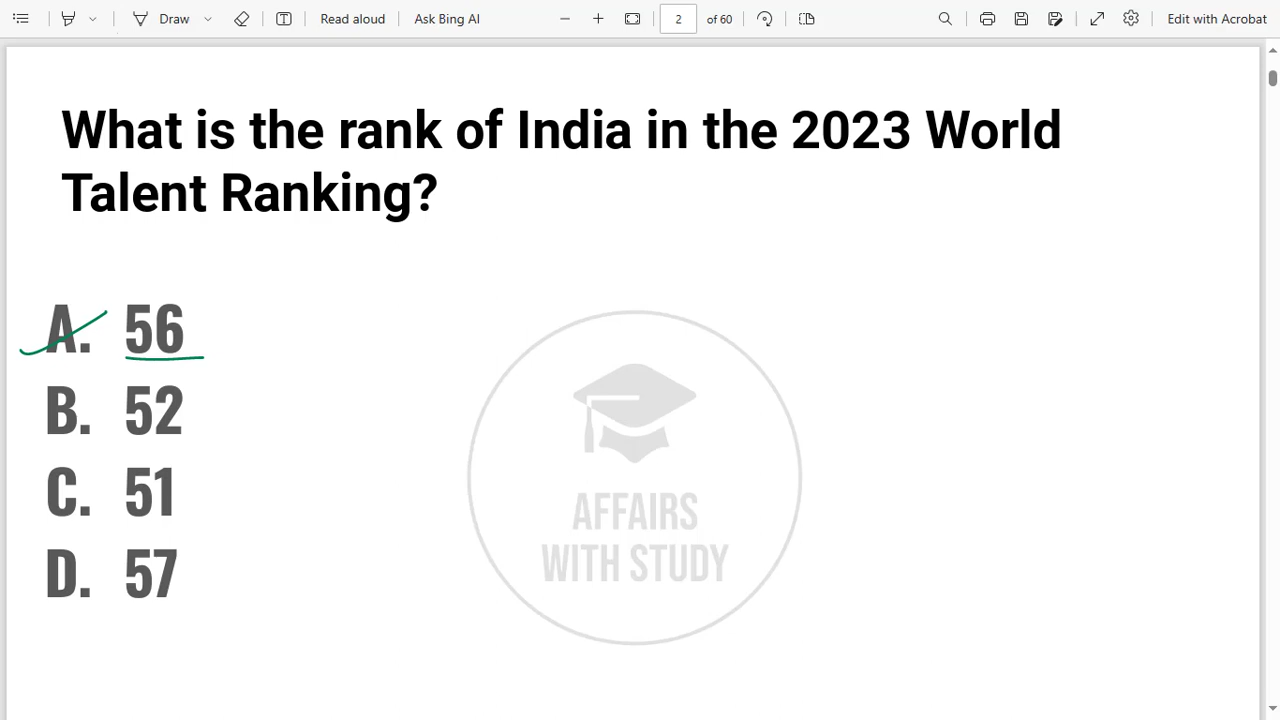 Draw Read aloud Ask Bing AI 2 of 60 Edit with Acrobat
What is the rank of India in the 2023 World
Talent Ranking?
A. 56
B. 52
C. 51
D. 57
AFFAIRS
WITH STUDY